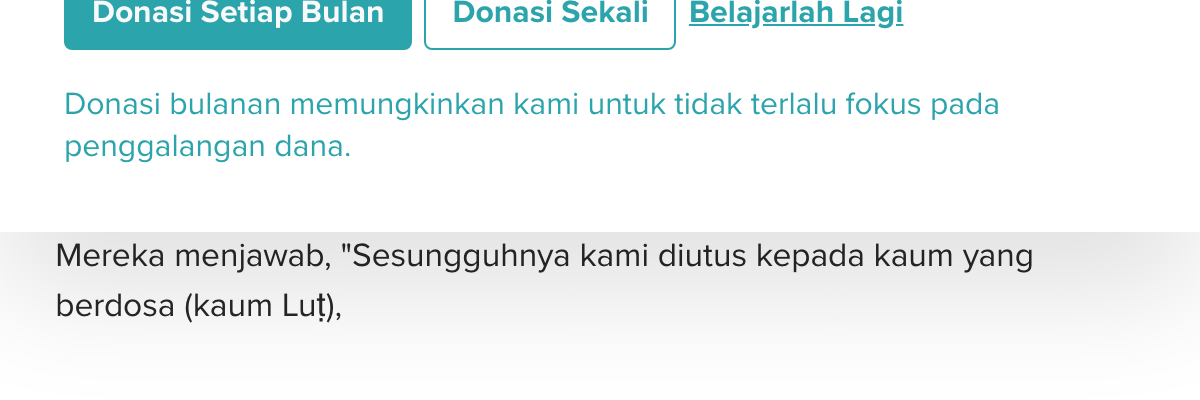 Donasi Setiap Bulan Donasi Sekali Belajarlah Lagi
Donasi bulanan memungkinkan kami untuk tidak terlalu fokus pada
penggalangan dana.
Mereka menjawab, "Sesungguhnya kami diutus kepada kaum yang
berdosa (kaum Luṭ),